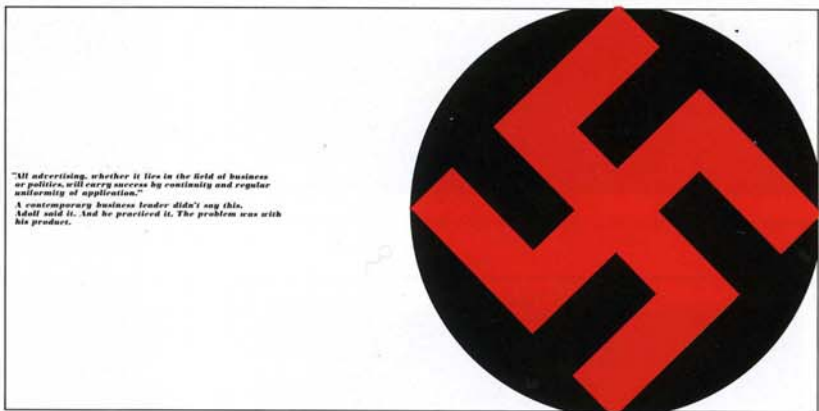 "All advertising, whether it lies in the field of business
or politics, will carry success by continuity and regular
uniformity of application."
A contemporary business leader didn't say this.
Adolf said it. And he practiced it. The problem was with
his product.